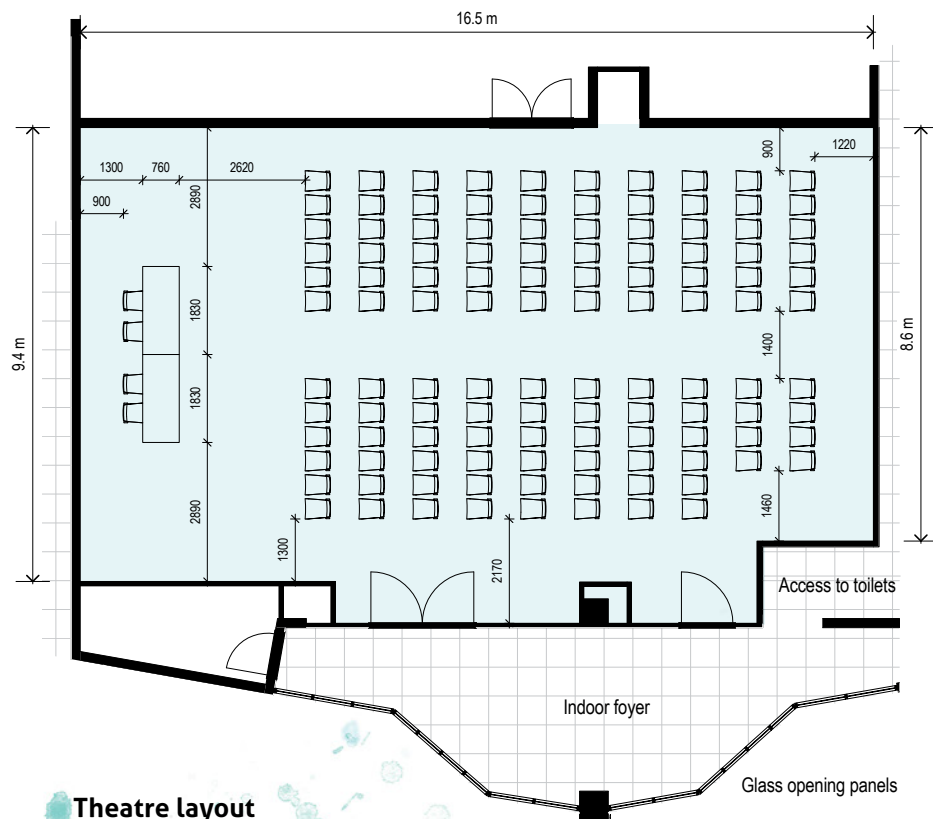 16.5 m
1300
760
2620
900
2890
900
1220
9.4 m
1830
1830
1400
8.6 m
2890
1300
2170
1460
Access to toilets
Indoor foyer
Glass opening panels
Theatre layout